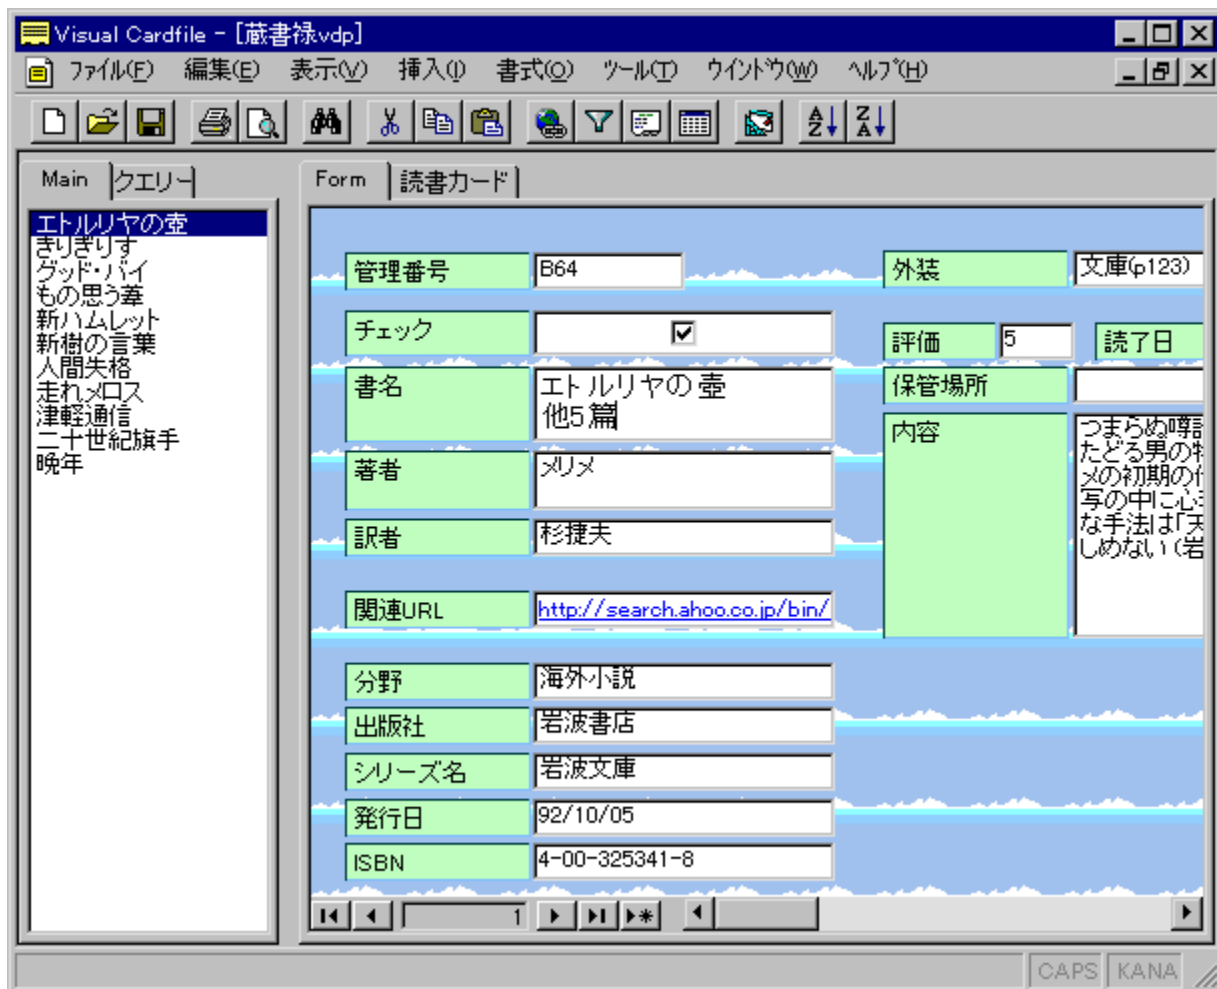 Visual Cardfile - [蔵書禄.vdp]
ファイル(F) 編集(E) 表示(V) 挿入(I) 書式(O) ツール(T) ウインドウ(W) ヘルプ(H)
Main クエリー
エトルリヤの壺
きりぎりす
グッド・バイ
もの思う葦
新ハムレット
新樹の言葉
人間失格
走れメロス
津軽通信
二十世紀旗手
晩年
Form 読書カード
管理番号 B64
チェック
書名 エトルリヤの壺
他5篇
著者 メリメ
訳者 杉捷夫
関連URL http://search.ahoo.co.jp/bin/
分野 海外小説
出版社 岩波書店
シリーズ名 岩波文庫
発行日 92/10/05
ISBN 4-00-325341-8
外装 文庫(p123)
評価 5 読了日
保管場所
内容 つまらぬ噂
たどる男の
メの初期の
写の中に心
な手法は「天
しめない(岩
1
CAPS KANA